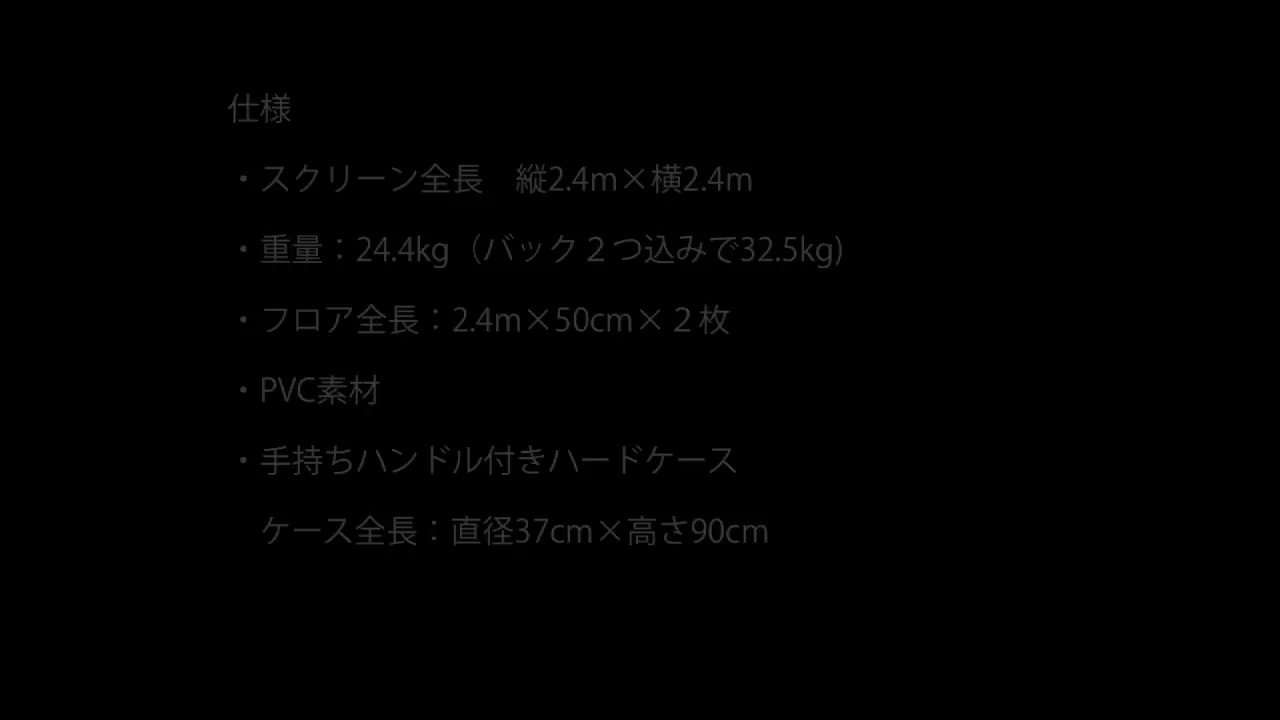 仕様
・スクリーン全長　縦2.4m×横2.4m
・重量：24.4kg（バック２つ込みで32.5kg)
・フロア全長：2.4m×50cm×２枚
・PVC素材
・手持ちハンドル付きハードケース
ケース全長：直径37cm×高さ90cm